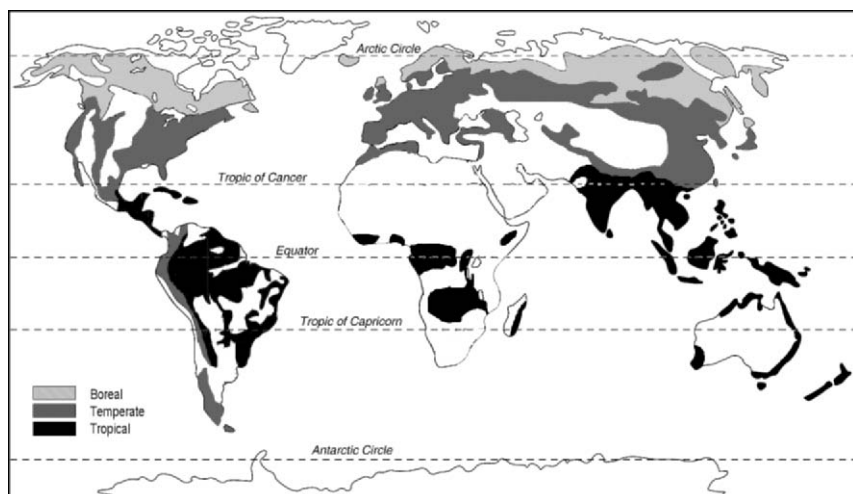 Arctic Circle
Tropic of Cancer
Equator
Tropic of Capricorn
Boreal
Temperate
Tropical
Antarctic Circle